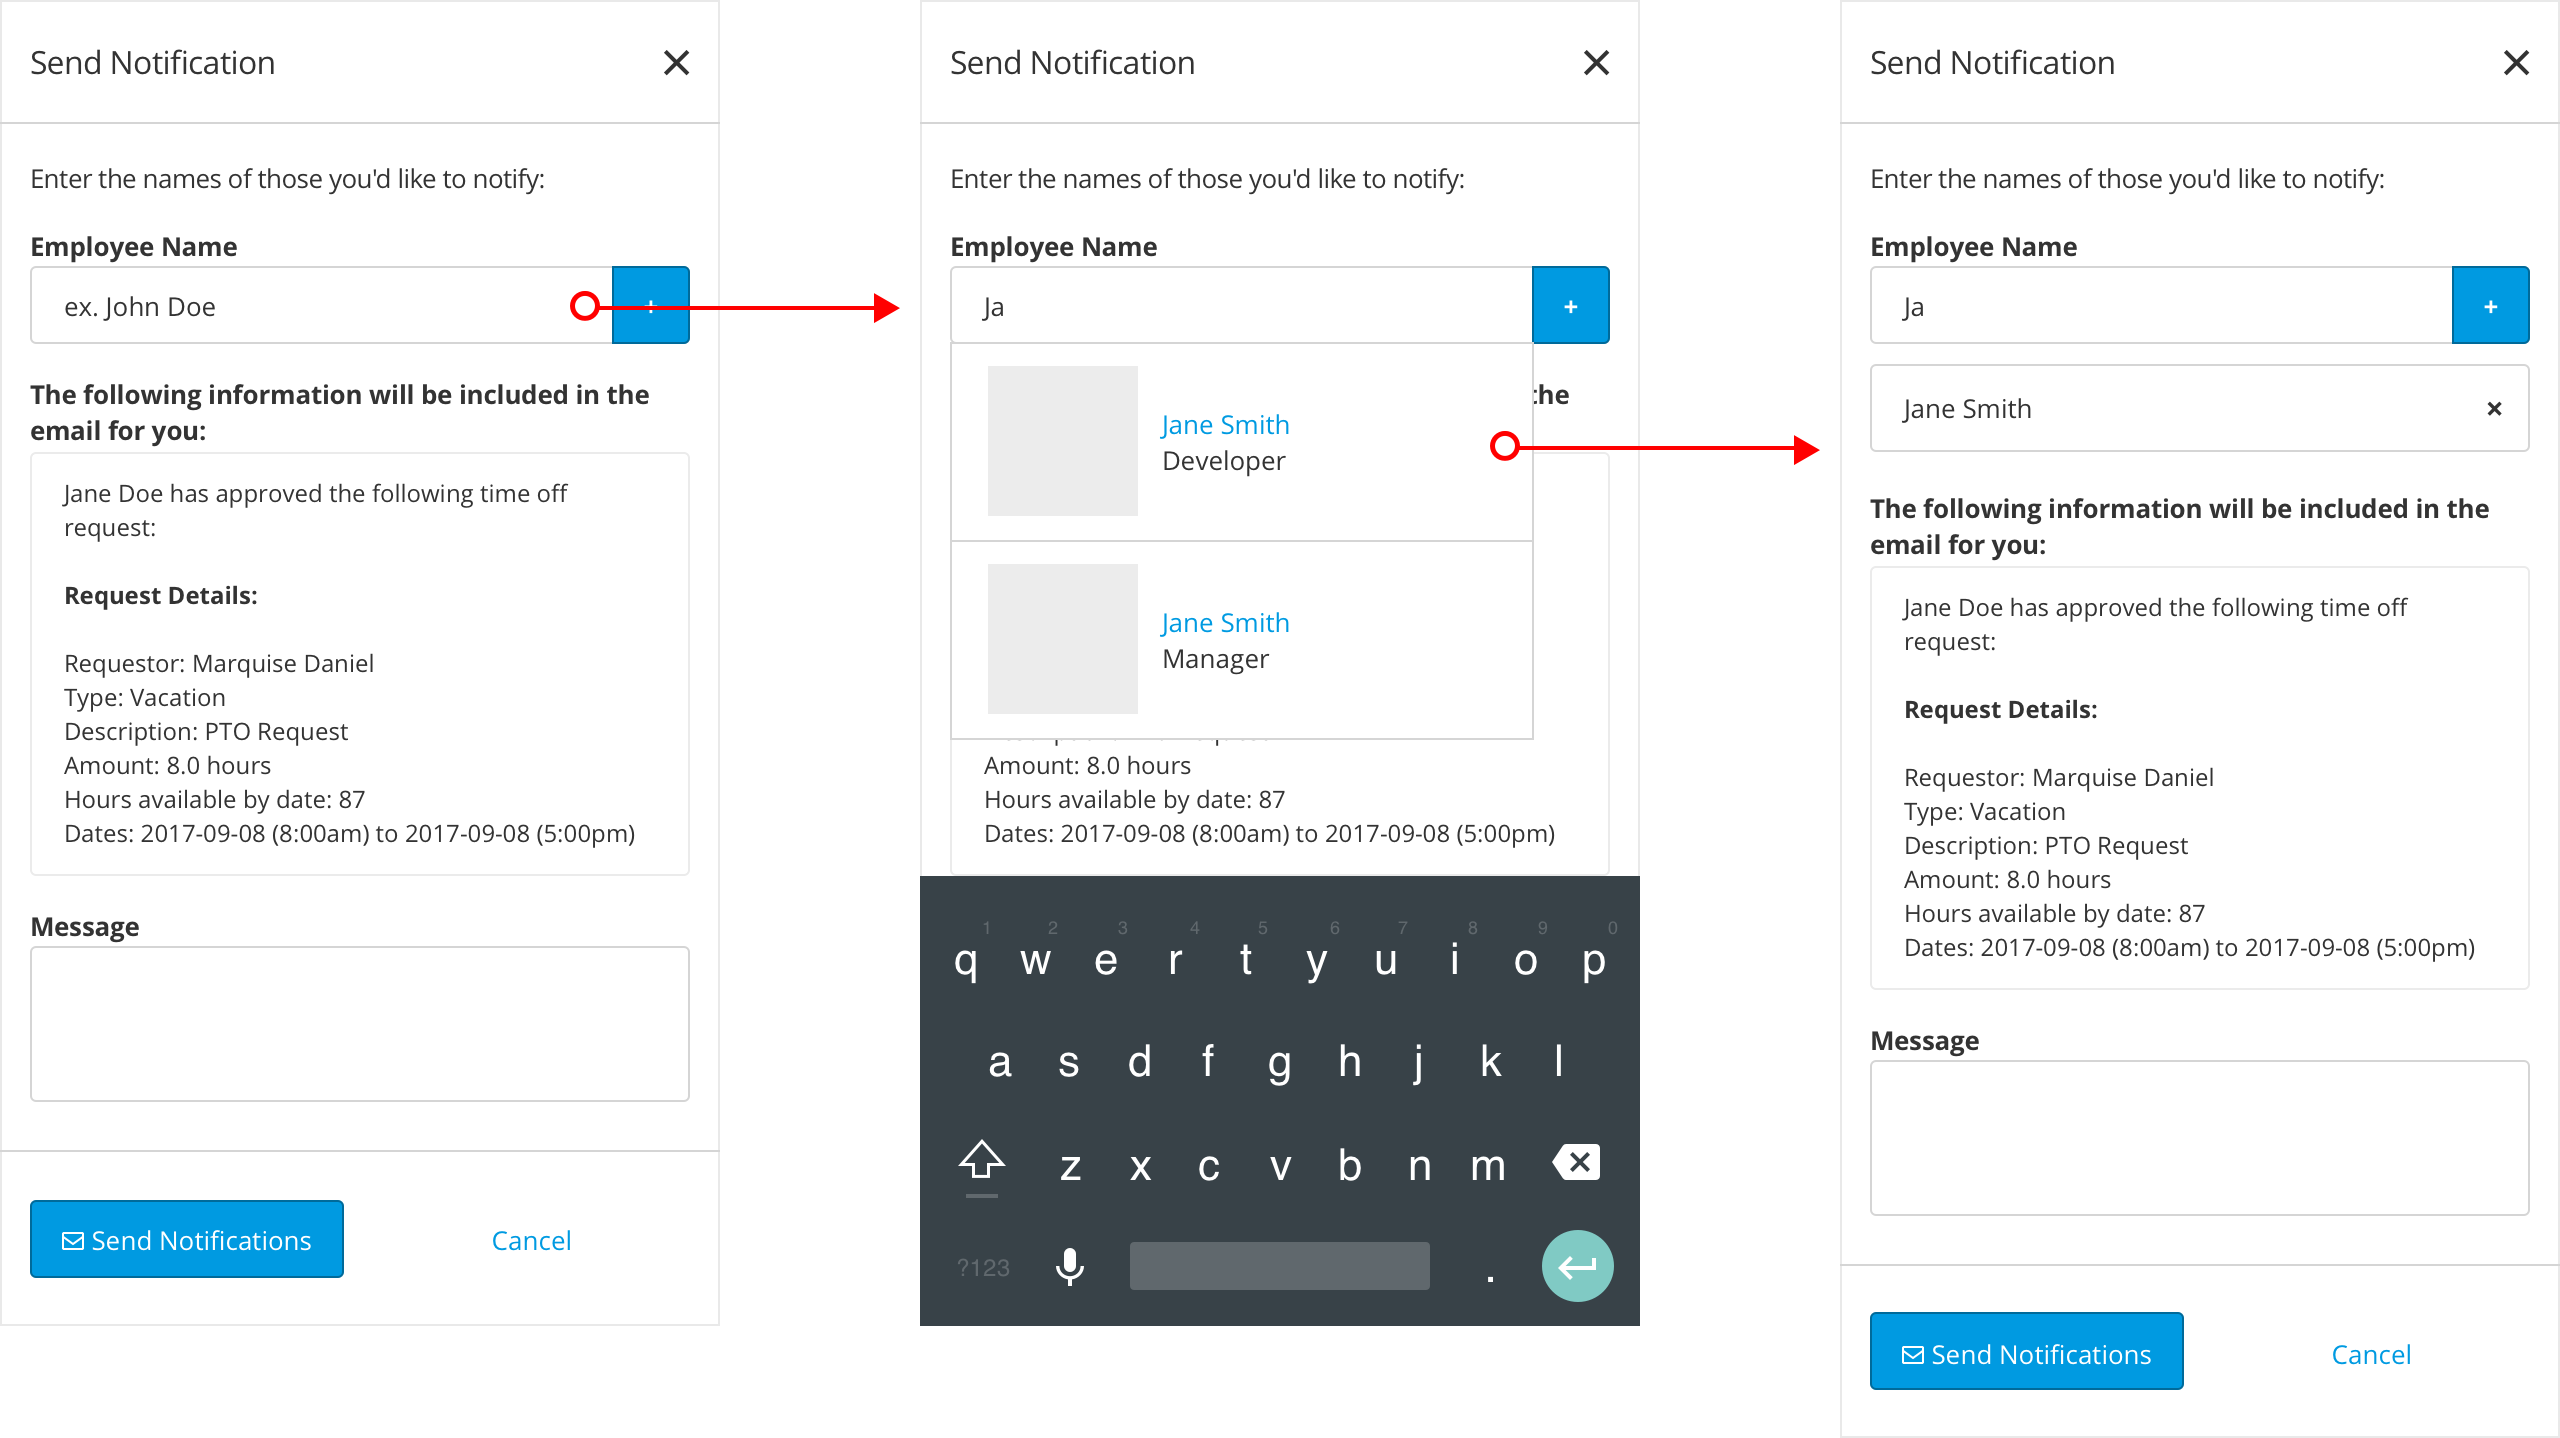 Send Notification
Enter the names of those you'd like to notify:
Employee Name
ex. John Doe
+
The following information will be included in the
email for you:
Jane Doe has approved the following time off
request:
Request Details:
Requestor: Marquise Daniel
Type: Vacation
Description: PTO Request
Amount: 8.0 hours
Hours available by date: 87
Dates: 2017-09-08 (8:00am) to 2017-09-08 (5:00pm)
Message
Send Notifications
Cancel
Send Notification
Enter the names of those you'd like to notify:
Employee Name
Ja
+
the
Jane Smith
Developer
Jane Smith
Manager
Amount: 8.0 hours
Hours available by date: 87
Dates: 2017-09-08 (8:00am) to 2017-09-08 (5:00pm)
1 2 3 4 5 6 7 8 9 0
q w e r t y u i o p
a s d f g h j k l
z x c v b n m
?123 .
Send Notification
Enter the names of those you'd like to notify:
Employee Name
Ja
+
Jane Smith ×
The following information will be included in the
email for you:
Jane Doe has approved the following time off
request:
Request Details:
Requestor: Marquise Daniel
Type: Vacation
Description: PTO Request
Amount: 8.0 hours
Hours available by date: 87
Dates: 2017-09-08 (8:00am) to 2017-09-08 (5:00pm)
Message
Send Notifications
Cancel